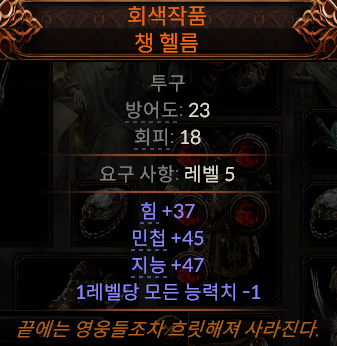 회색작품
챙 헬름
투구
방어도: 23
회피: 18
요구 사항: 레벨 5
힘 +37
민첩 +45
지능 +47
1레벨당 모든 능력치 -1
끝에는 영웅들조차 흐릿해져 사라진다.